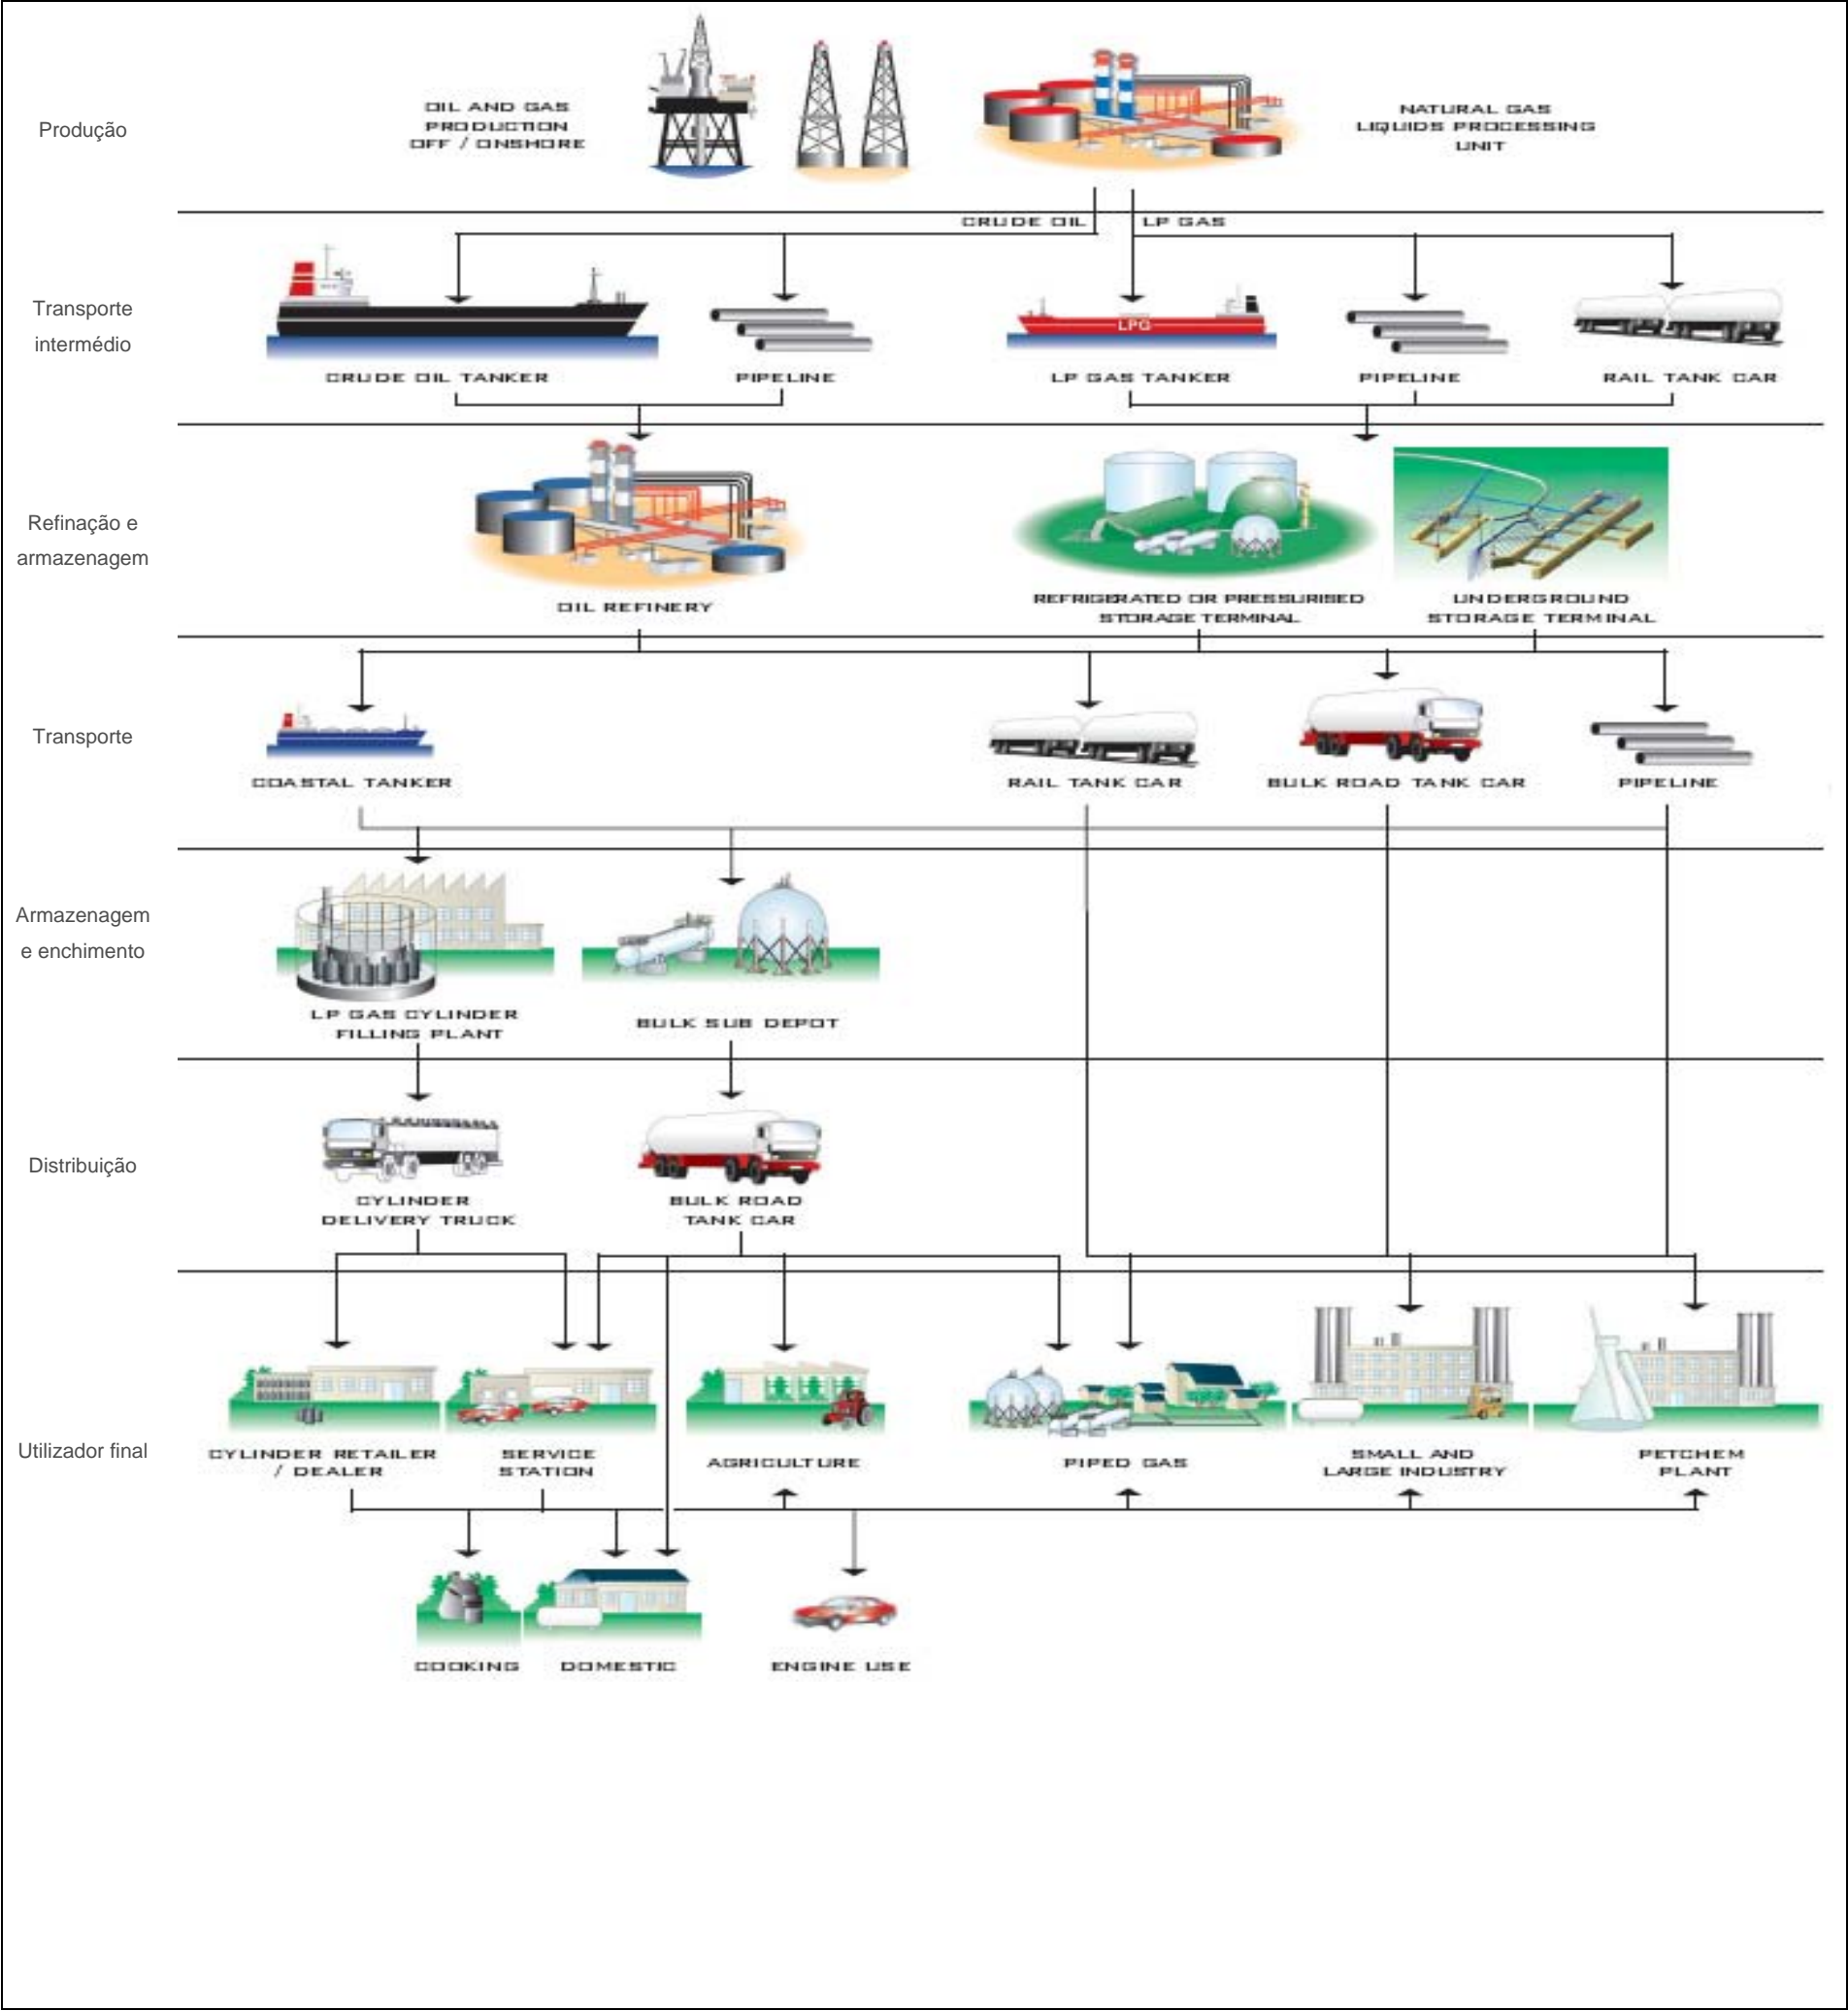 Produção
OIL AND GAS
PRODUCTION
OFF / ONSHORE
NATURAL GAS
LIQUIDS PROCESSING
UNIT
CRUDE OIL
LP GAS
Transporte
intermédio
LPG
CRUDE OIL TANKER
PIPELINE
LP GAS TANKER
PIPELINE
RAIL TANK CAR
Refinação e
armazenagem
OIL REFINERY
REFRIGERATED OR PRESSURISED
STORAGE TERMINAL
UNDERGROUND
STORAGE TERMINAL
Transporte
COASTAL TANKER
RAIL TANK CAR
BULK ROAD TANK CAR
PIPELINE
Armazenagem
e enchimento
LP GAS CYLINDER
FILLING PLANT
BULK SUB DEPOT
Distribuição
CYLINDER
DELIVERY TRUCK
BULK ROAD
TANK CAR
Utilizador final
CYLINDER RETAILER
/ DEALER
SERVICE
STATION
AGRICULTURE
PIPED GAS
SMALL AND
LARGE INDUSTRY
PETCHEM
PLANT
COOKING
DOMESTIC
ENGINE USE